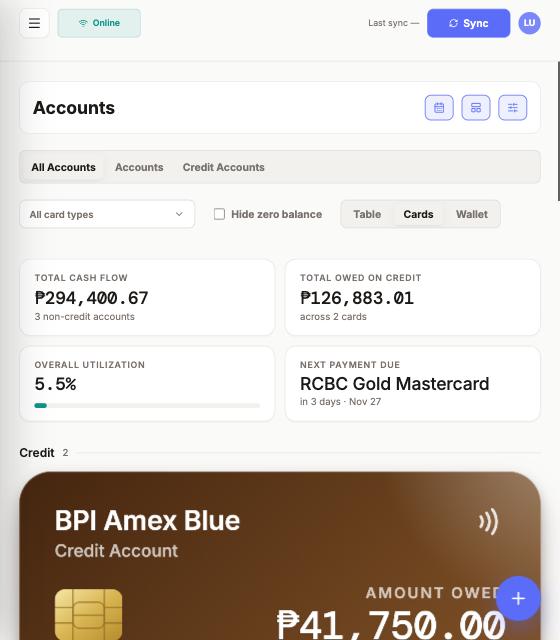 Online
Last sync —
Sync
LU
Accounts
All Accounts Accounts Credit Accounts
All card types
Hide zero balance
Table Cards Wallet
TOTAL CASH FLOW
₱294,400.67
3 non-credit accounts
TOTAL OWED ON CREDIT
₱126,883.01
across 2 cards
OVERALL UTILIZATION
5.5%
NEXT PAYMENT DUE
RCBC Gold Mastercard
in 3 days · Nov 27
Credit 2
BPI Amex Blue
Credit Account
AMOUNT OWED
₱41,750.00